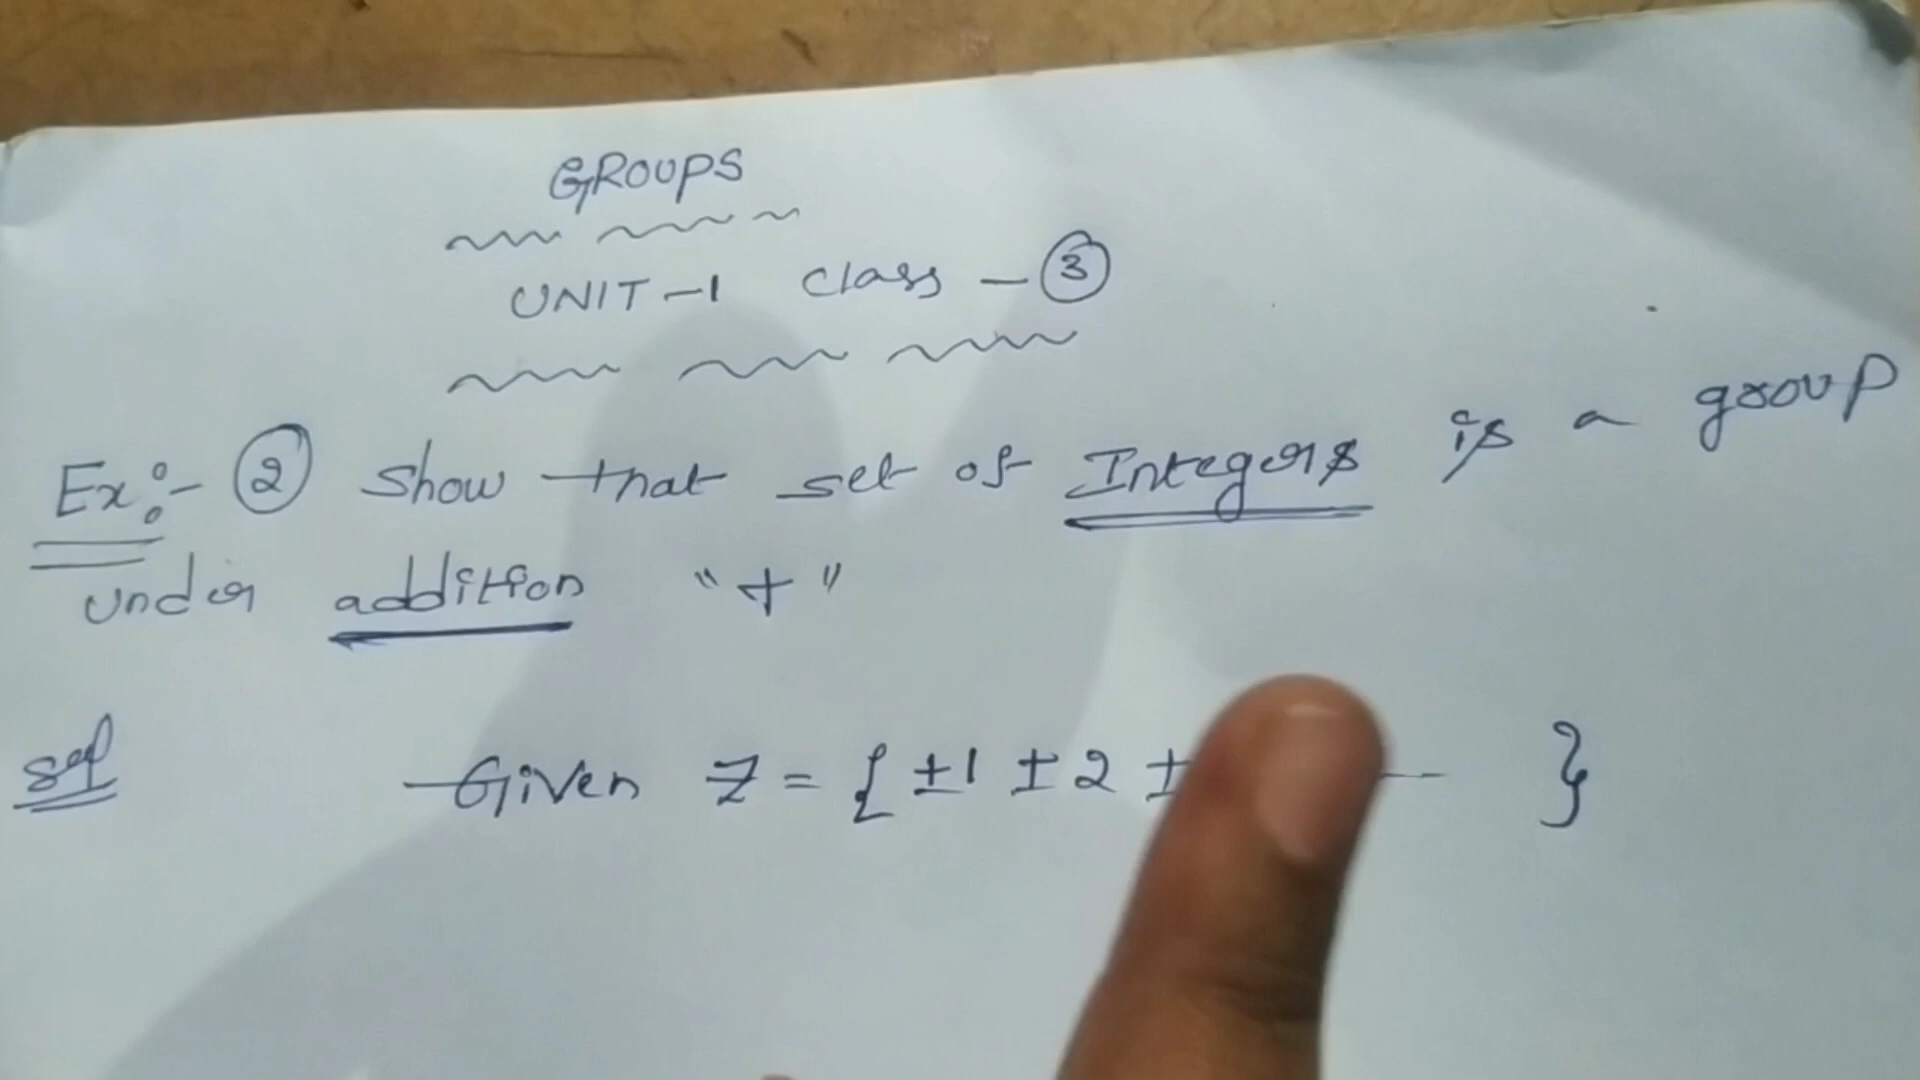 GROUPS
UNIT-1 class - 3
Ex:- 2 show that set of Integers is a group
under addition "+"
sol
Given Z = { ±1 ±2 ± — }